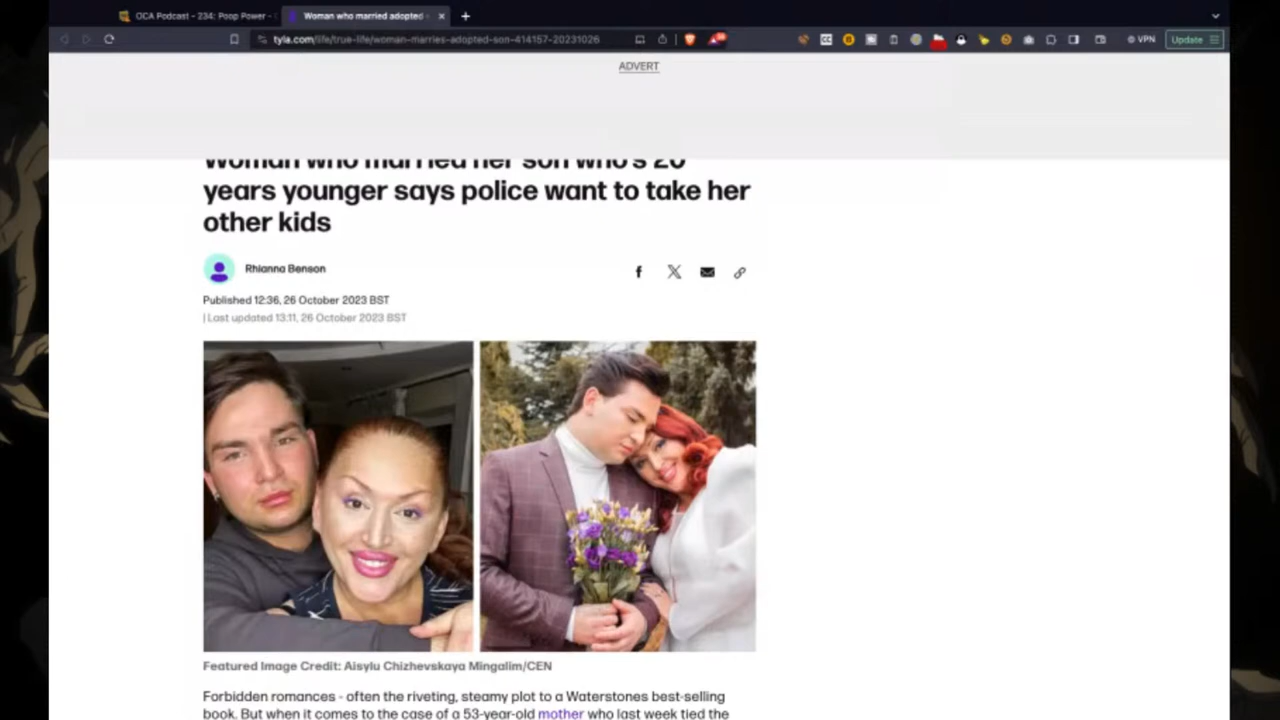 OCA Podcast - 234: Poop Power -
Woman who married adopted
tyla.com/life/true-life/woman-marries-adopted-son-414157-20231026
VPN
Update
ADVERT
Woman who married her son who's 20
years younger says police want to take her
other kids
Rhianna Benson
Published 12:36, 26 October 2023 BST
| Last updated 13:11, 26 October 2023 BST
Featured Image Credit: Aisylu Chizhevskaya Mingalim/CEN
Forbidden romances - often the riveting, steamy plot to a Waterstones best-selling
book. But when it comes to the case of a 53-year-old mother who last week tied the